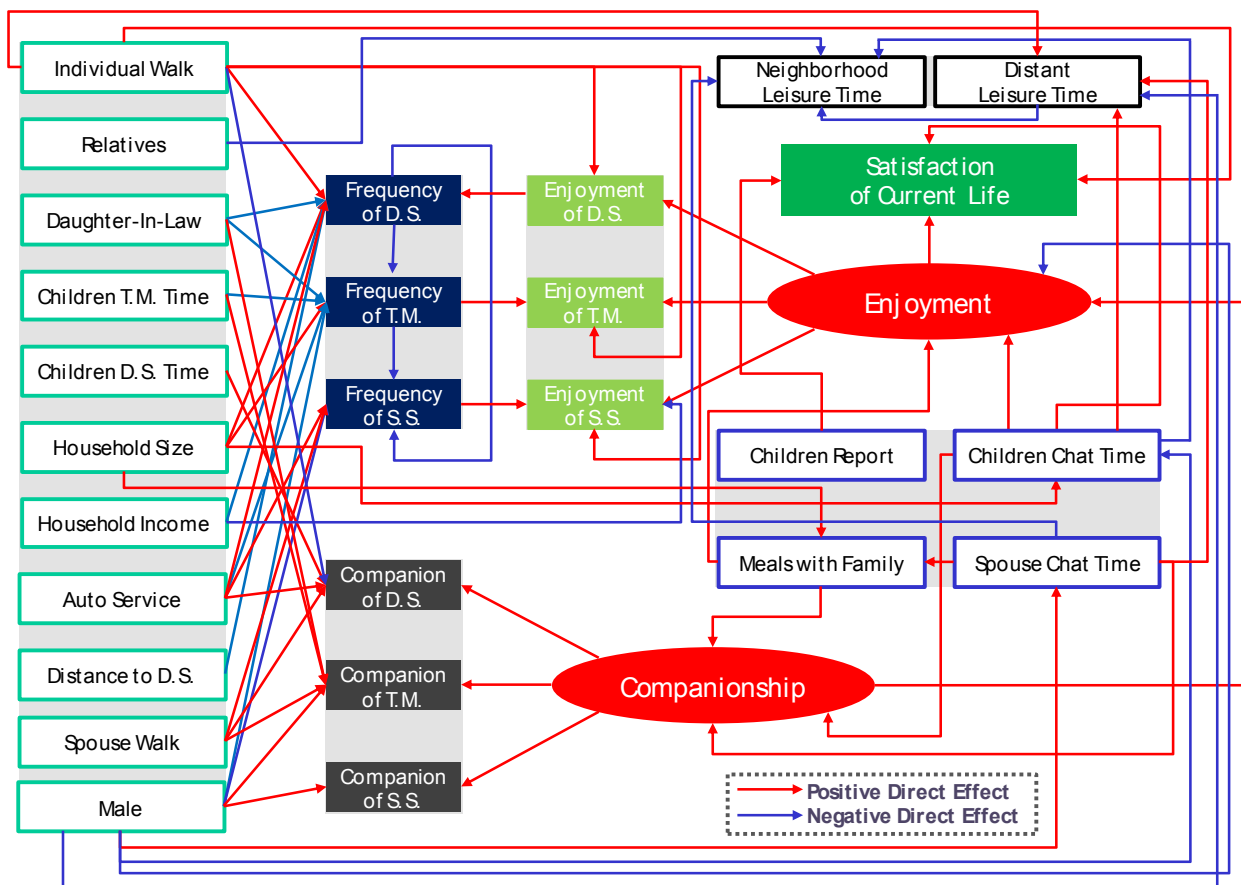 Individual Walk
Relatives
Daughter-In-Law
Children T.M. Time
Children D.S. Time
Household Size
Household Income
Auto Service
Distance to D.S.
Spouse Walk
Male
Frequency
of D.S.
Frequency
of T.M.
Frequency
of S.S.
Companion
of D.S.
Companion
of T.M.
Companion
of S.S.
Enjoyment
of D.S.
Enjoyment
of T.M.
Enjoyment
of S.S.
Neighborhood
Leisure Time
Distant
Leisure Time
Satisfaction
of Current Life
Enjoyment
Children Report
Children Chat Time
Meals with Family
Spouse Chat Time
Companionship
Positive Direct Effect
Negative Direct Effect